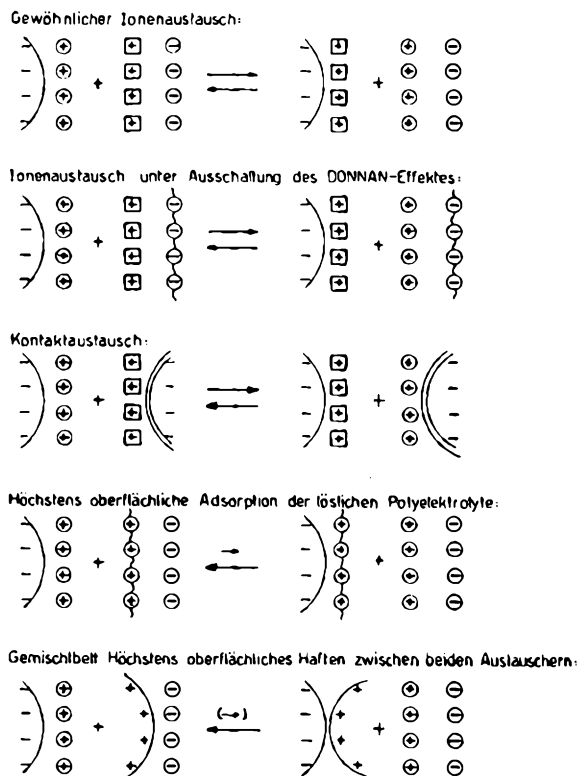 Gewöhnlicher Ionenaustausch:
Ionenaustausch unter Ausschaltung des DONNAN-Effektes:
Kontaktaustausch:
Höchstens oberflächliche Adsorption der löslichen Polyelektrolyte:
Gemischtbett Höchstens oberflächliches Haften zwischen beiden Austauschern: